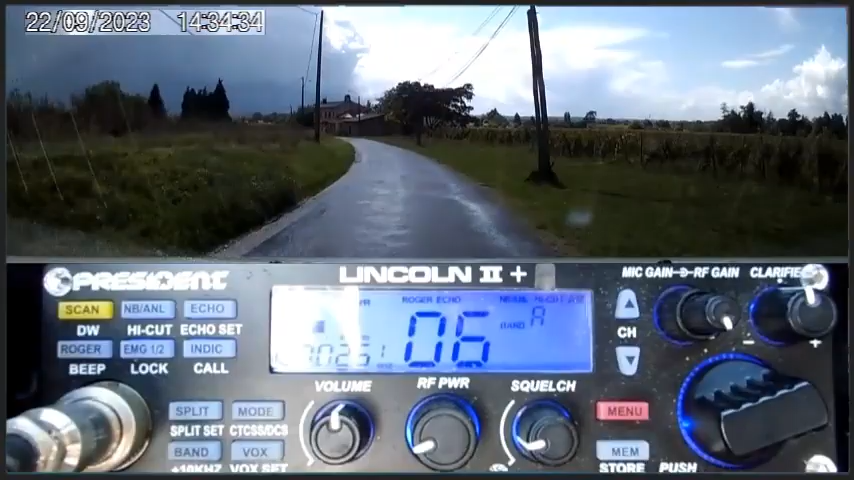 22/09/2023 14:34:34
PRESIDENT
LINCOLN II +
MIC GAIN RF GAIN CLARIFIER
SCAN NB/ANL ECHO
DW HI-CUT ECHO SET
ROGER EMG 1/2 INDIC
BEEP LOCK CALL
ROGER ECHO
06
BAND A
CH
VOLUME RF PWR SQUELCH
SPLIT MODE
SPLIT SET CTCSS/DCS
BAND VOX
+10KHZ VOX SET
MENU
MEM
STORE PUSH